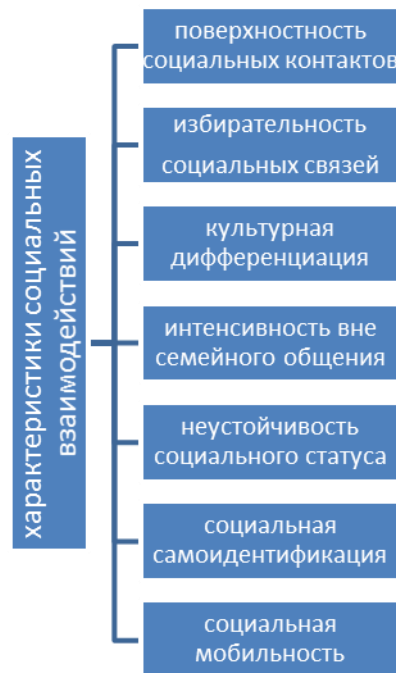 характеристики социальных
взаимодействий
поверхностность
социальных контактов
избирательность
социальных связей
культурная
дифференциация
интенсивность вне
семейного общения
неустойчивость
социального статуса
социальная
самоидентификация
социальная
мобильность